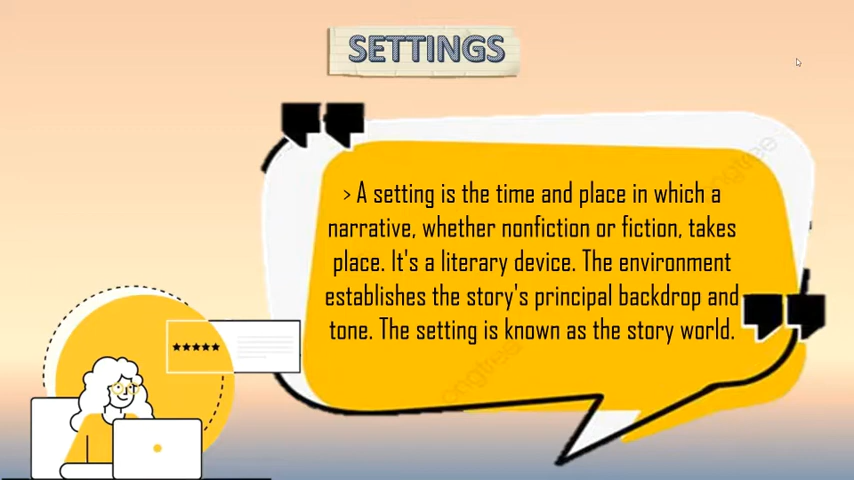 SETTINGS
> A setting is the time and place in which a
narrative, whether nonfiction or fiction, takes
place. It's a literary device. The environment
establishes the story's principal backdrop and
tone. The setting is known as the story world.